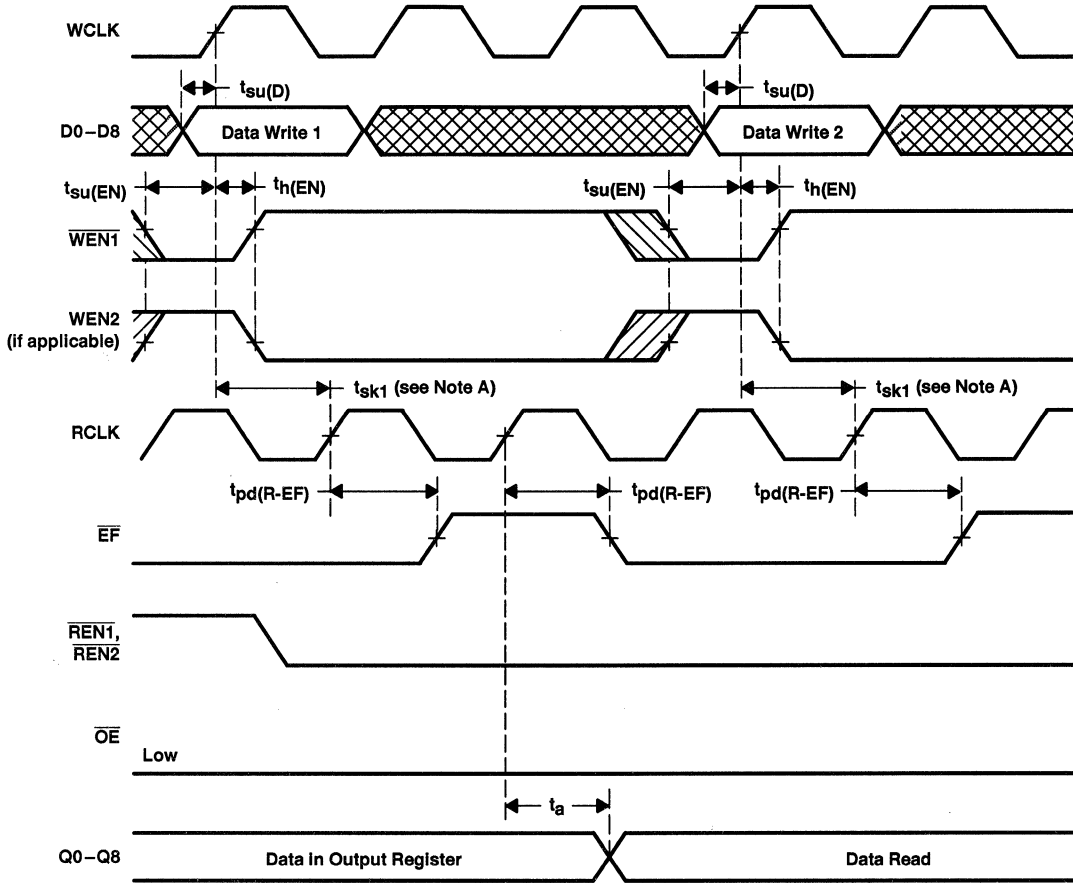 WCLK
tsu(D)
tsu(D)
D0–D8
Data Write 1
Data Write 2
tsu(EN)
th(EN)
tsu(EN)
th(EN)
WEN1
WEN2
(if applicable)
tsk1 (see Note A)
tsk1 (see Note A)
RCLK
tpd(R-EF)
tpd(R-EF)
tpd(R-EF)
EF
REN1,
REN2
OE
Low
ta
Q0–Q8
Data in Output Register
Data Read